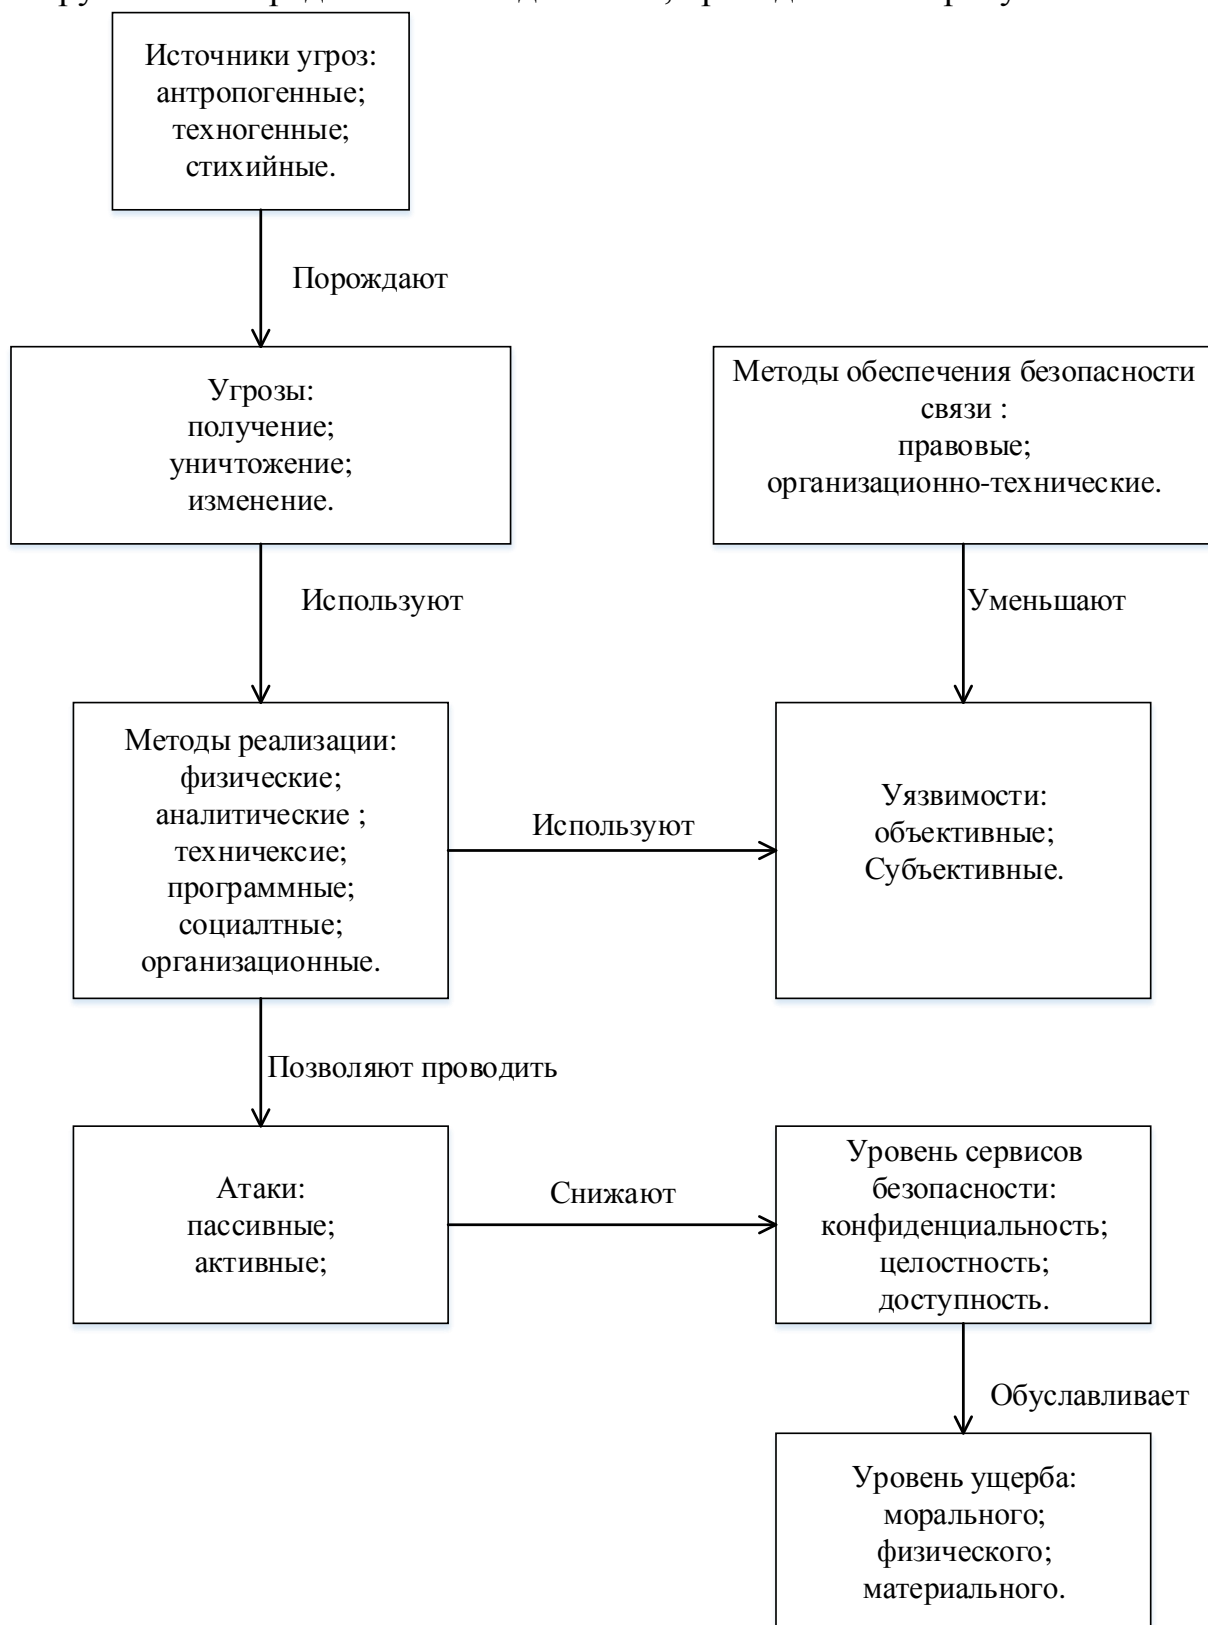 Источники угроз:
антропогенные;
техногенные;
стихийные.
Порождают
Угрозы:
получение;
уничтожение;
изменение.
Методы обеспечения безопасности
связи :
правовые;
организационно-технические.
Используют
Уменьшают
Методы реализации:
физические;
аналитические ;
техничексие;
программные;
социалтные;
организационные.
Используют
Уязвимости:
объективные;
Субъективные.
Позволяют проводить
Атаки:
пассивные;
активные;
Снижают
Уровень сервисов
безопасности:
конфиденциальность;
целостность;
доступность.
Обуславливает
Уровень ущерба:
морального;
физического;
материального.